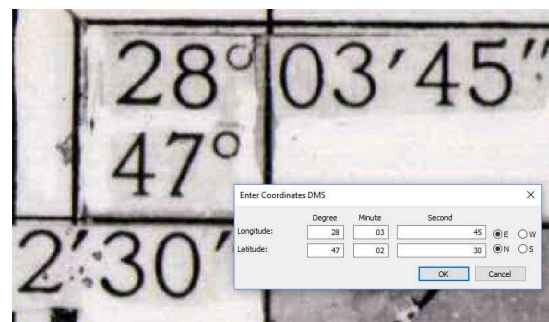 28° 03′45″
47°
2′30″
Enter Coordinates DMS
Degree Minute Second
Longitude: 28 03 45 E W
Latitude: 47 02 30 N S
OK Cancel